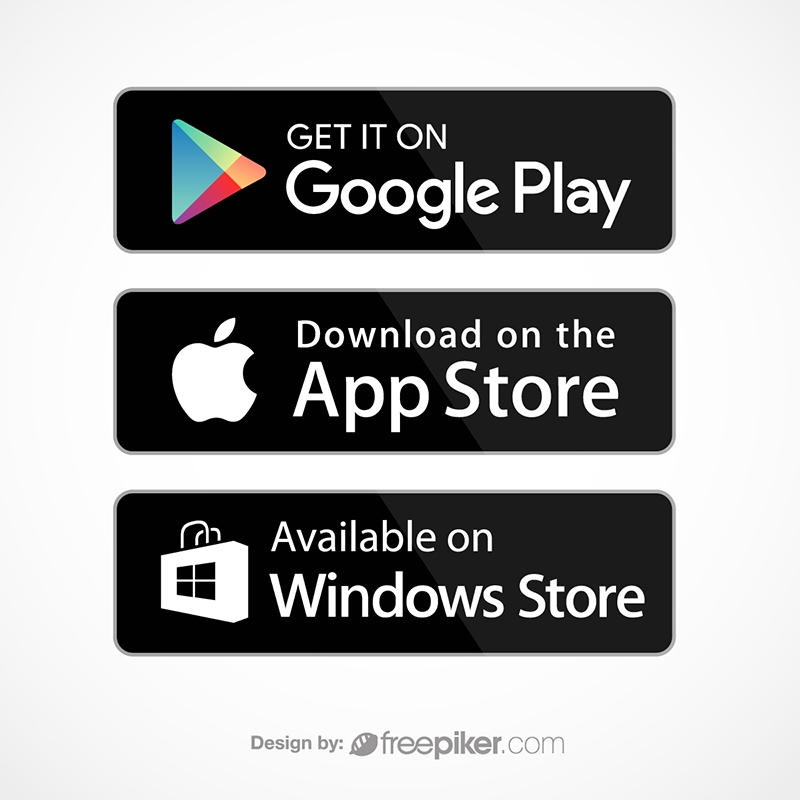 GET IT ON
Google Play
Download on the
App Store
Available on
Windows Store
Design by: freepiker.com